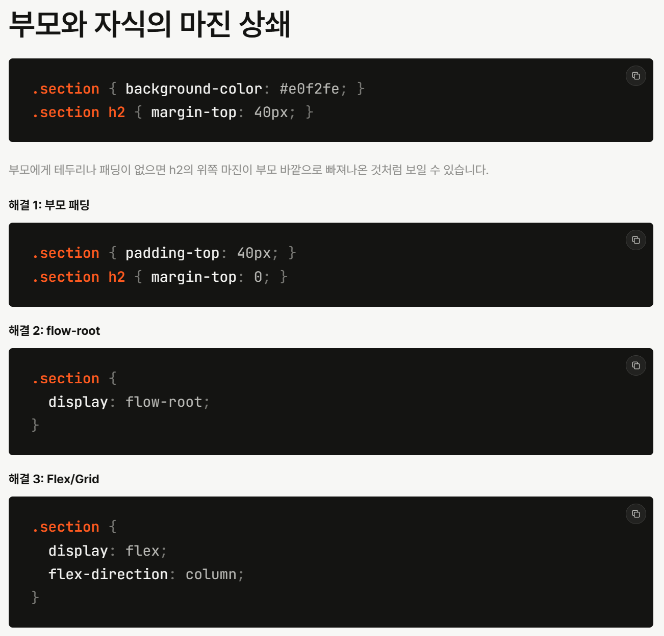 부모와 자식의 마진 상쇄
.section { background-color: #e0f2fe; }
.section h2 { margin-top: 40px; }
부모에게 테두리나 패딩이 없으면 h2의 위쪽 마진이 부모 바깥으로 빠져나온 것처럼 보일 수 있습니다.
해결 1: 부모 패딩
.section { padding-top: 40px; }
.section h2 { margin-top: 0; }
해결 2: flow-root
.section {
  display: flow-root;
}
해결 3: Flex/Grid
.section {
  display: flex;
  flex-direction: column;
}